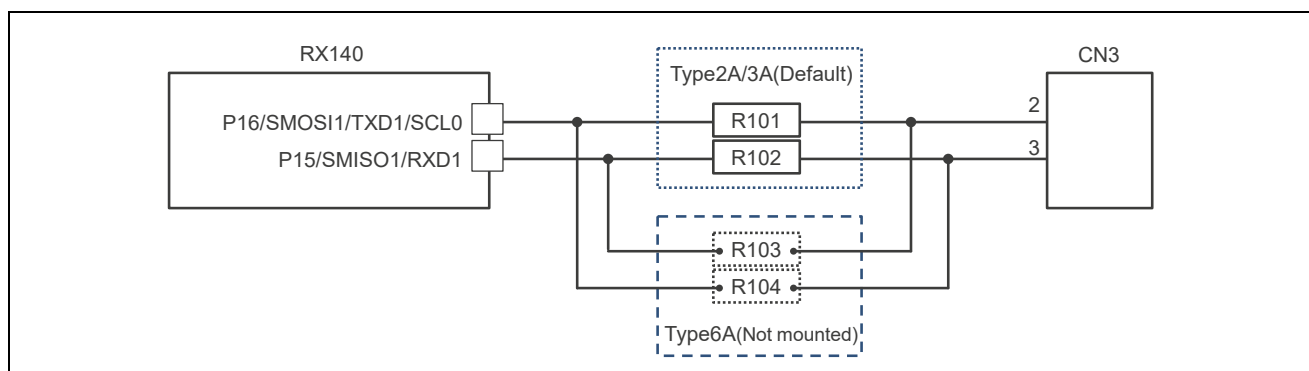 RX140
CN3
Type2A/3A(Default)
P16/SMOSI1/TXD1/SCL0
R101
2
P15/SMISO1/RXD1
R102
3
R103
R104
Type6A(Not mounted)